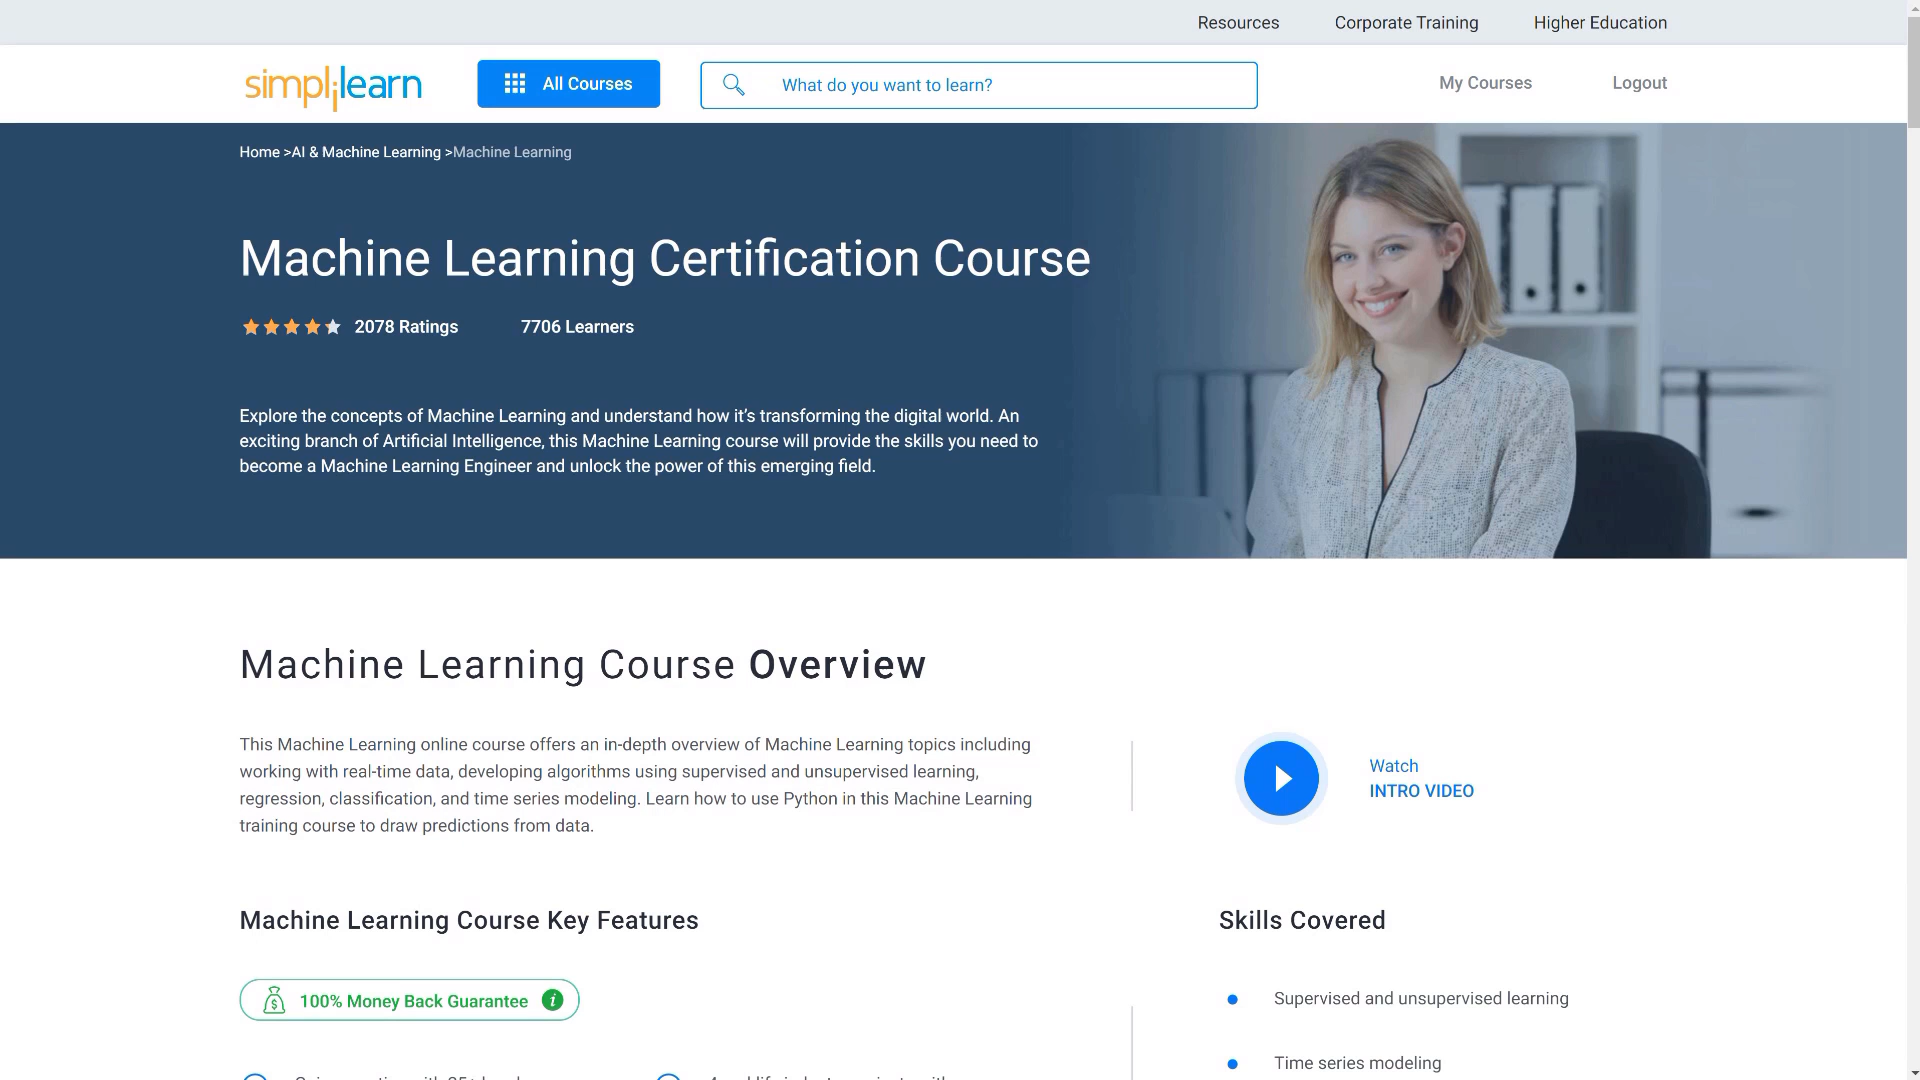 Resources Corporate Training Higher Education
simplilearn All Courses What do you want to learn? My Courses Logout
Home >AI & Machine Learning >Machine Learning
Machine Learning Certification Course
2078 Ratings 7706 Learners
Explore the concepts of Machine Learning and understand how it’s transforming the digital world. An
exciting branch of Artificial Intelligence, this Machine Learning course will provide the skills you need to
become a Machine Learning Engineer and unlock the power of this emerging field.
Machine Learning Course Overview
This Machine Learning online course offers an in-depth overview of Machine Learning topics including
working with real-time data, developing algorithms using supervised and unsupervised learning,
regression, classification, and time series modeling. Learn how to use Python in this Machine Learning
training course to draw predictions from data.
Watch
INTRO VIDEO
Machine Learning Course Key Features
100% Money Back Guarantee
Skills Covered
Supervised and unsupervised learning
Time series modeling